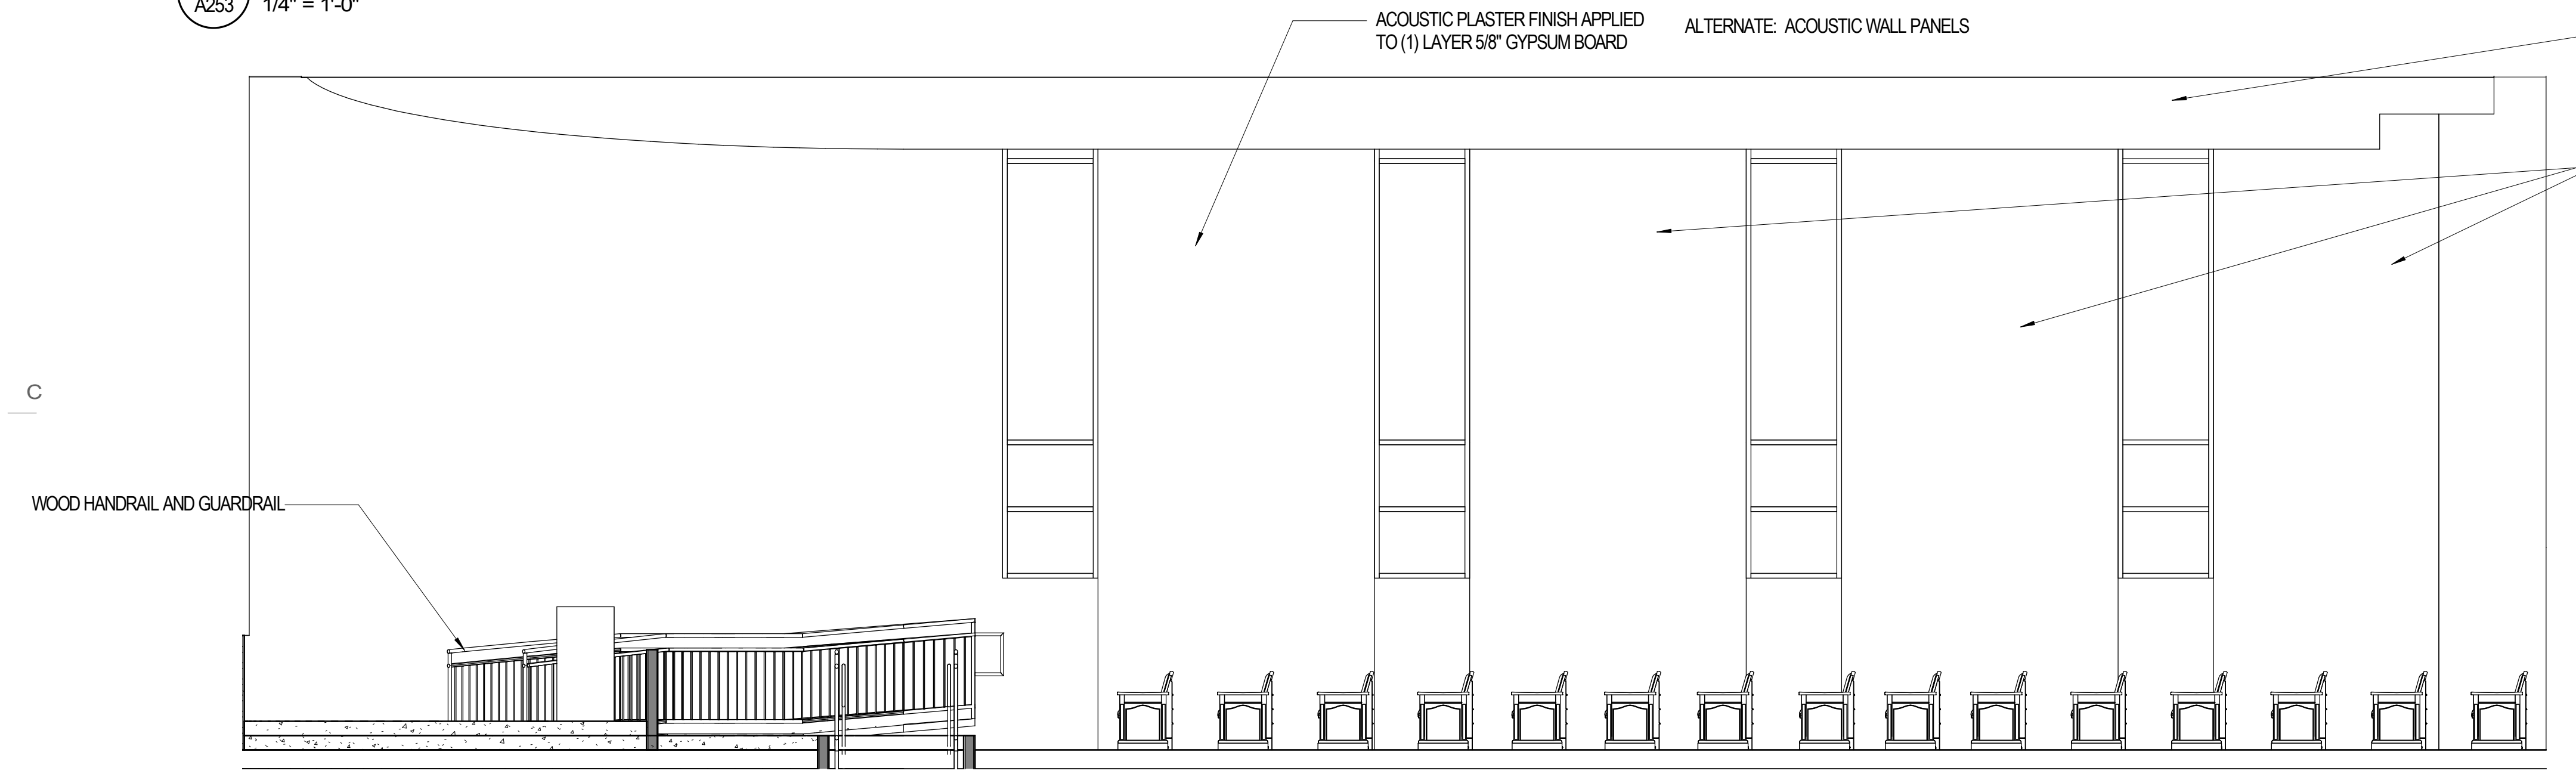 A253
1/4" = 1'-0"
ACOUSTIC PLASTER FINISH APPLIED
TO (1) LAYER 5/8" GYPSUM BOARD
ALTERNATE: ACOUSTIC WALL PANELS
C
WOOD HANDRAIL AND GUARDRAIL